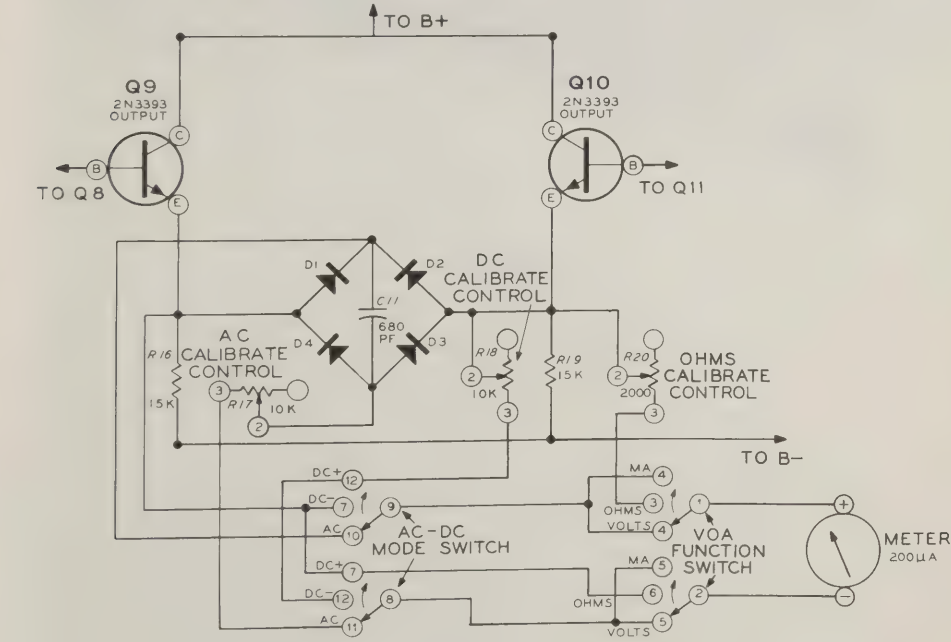 TO B+
Q9
2N3393
OUTPUT
Q10
2N3393
OUTPUT
C
C
B
B
TO Q8
TO Q11
E
E
D1
D2
DC
CALIBRATE
CONTROL
C11
680
PF
D4
D3
AC
CALIBRATE
CONTROL
R16
15K
3
R17
10K
2
R18
2
10K
3
R19
15K
R20
2
2000
3
OHMS
CALIBRATE
CONTROL
TO B-
DC+
12
DC-
7
9
AC
10
AC-DC
MODE SWITCH
DC+
7
DC-
12
8
AC
11
MA
4
OHMS
3
1
VOLTS
4
VOA
FUNCTION
SWITCH
MA
5
OHMS
6
2
VOLTS
5
+
METER
200µA
−